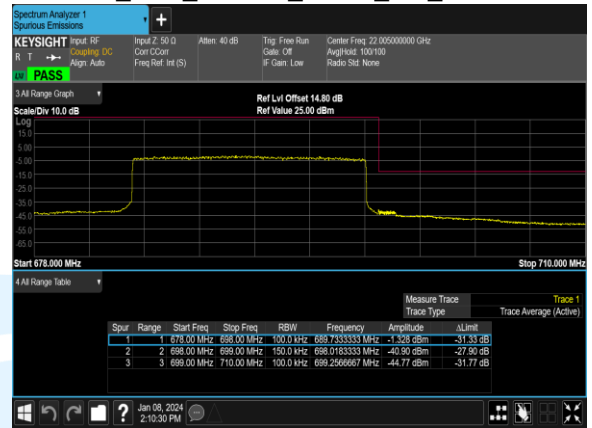 Spectrum Analyzer 1
Spurious Emissions
+
KEYSIGHT Input: RF Input Z: 50 Ω Atten: 40 dB Trig: Free Run Center Freq: 22.005000000 GHz
R T Coupling: DC Corr CCorr Gate: Off Avg|Hold: 100/100
Align: Auto Freq Ref: Int (S) IF Gain: Low Radio Std: None
PASS
3 All Range Graph
Ref Lvl Offset 14.80 dB
Scale/Div 10.0 dB Ref Value 25.00 dBm
Log
15.0
5.00
-5.00
-15.0
-25.0
-35.0
-45.0
-55.0
-65.0
Start 678.000 MHz Stop 710.000 MHz
4 All Range Table
Measure Trace Trace 1
Trace Type Trace Average (Active)
Spur Range Start Freq Stop Freq RBW Frequency Amplitude ΔLimit
1 1 678.00 MHz 698.00 MHz 100.0 kHz 689.7333333 MHz -1.328 dBm -31.33 dB
2 2 698.00 MHz 699.00 MHz 150.0 kHz 698.0183333 MHz -40.90 dBm -27.90 dB
3 3 699.00 MHz 710.00 MHz 100.0 kHz 699.2566667 MHz -44.77 dBm -31.77 dB
? Jan 08, 2024
2:10:30 PM